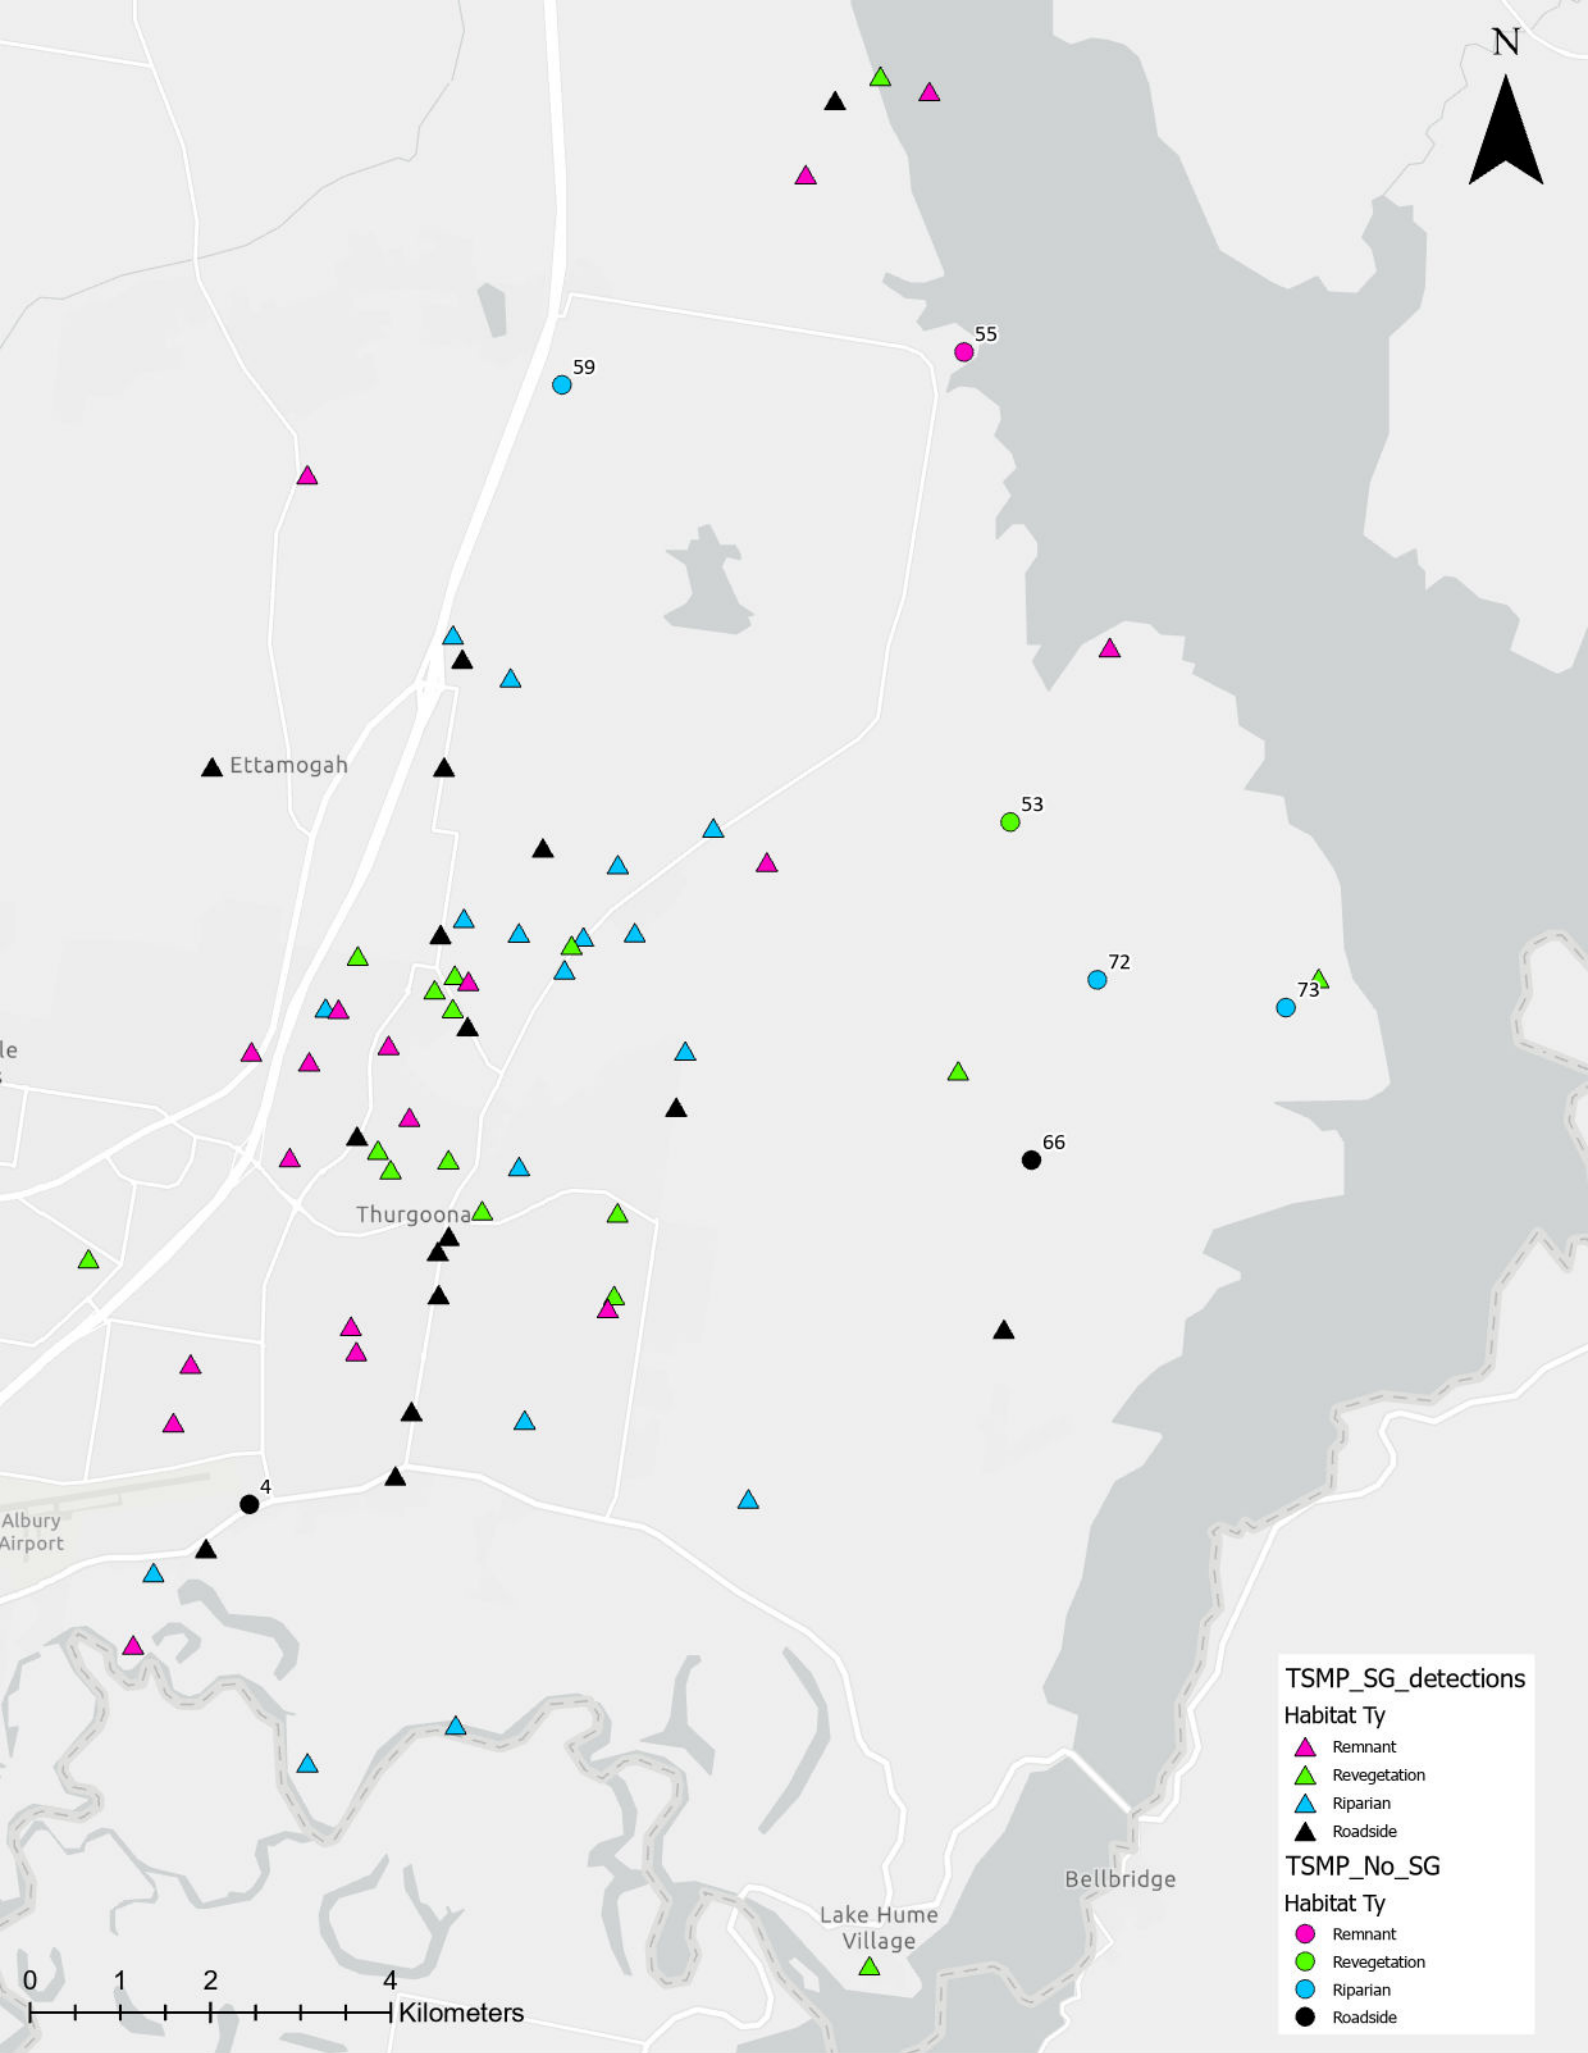 N
55
59
Ettamogah
53
72
73
le
66
Thurgoona
4
Albury
Airport
TSMP_SG_detections
Habitat Ty
Remnant
Revegetation
Riparian
Roadside
TSMP_No_SG
Habitat Ty
Remnant
Revegetation
Riparian
Roadside
Bellbridge
Lake Hume
Village
0 1 2 4
Kilometers